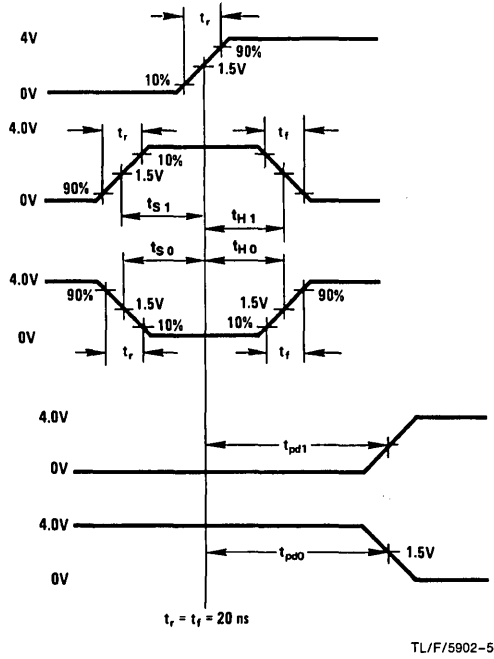 tr
4V
90%
1.5V
10%
0V
4.0V
tr
tf
10%
1.5V
90%
0V
tS1
tH1
tS0
tH0
4.0V
90%
90%
1.5V
1.5V
10%
10%
0V
tr
tf
4.0V
tpd1
0V
4.0V
tpd0
1.5V
0V
tr = tf = 20 ns
TL/F/5902-5